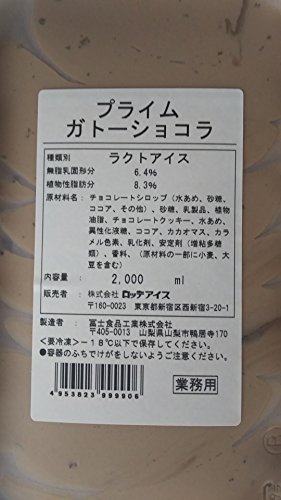 プライム
ガトーショコラ
種類別 ラクトアイス
無脂乳固形分 6.4%
植物性脂肪分 8.3%
原材料名：チョコレートシロップ（水あめ、砂糖、
ココア、その他）、砂糖、乳製品、植物
油脂、チョコレートクッキー、水あめ、
異性化液糖、ココア、カカオマス、カラ
メル色素、乳化剤、安定剤（増粘多糖
類）、香料、（原材料の一部に小麦、大
豆を含む）
内容量： 2,000 ml
販売者： 株式会社 ロッテアイス
〒160-0023 東京都新宿区西新宿3-20-1
製造者： 富士食品工業株式会社
〒405-0013 山梨県山梨市鴨居寺170
＜要冷凍＞－18℃以下で保存してください。
○容器のふちでけがをしないようご注意ください。
業務用
4953823999906